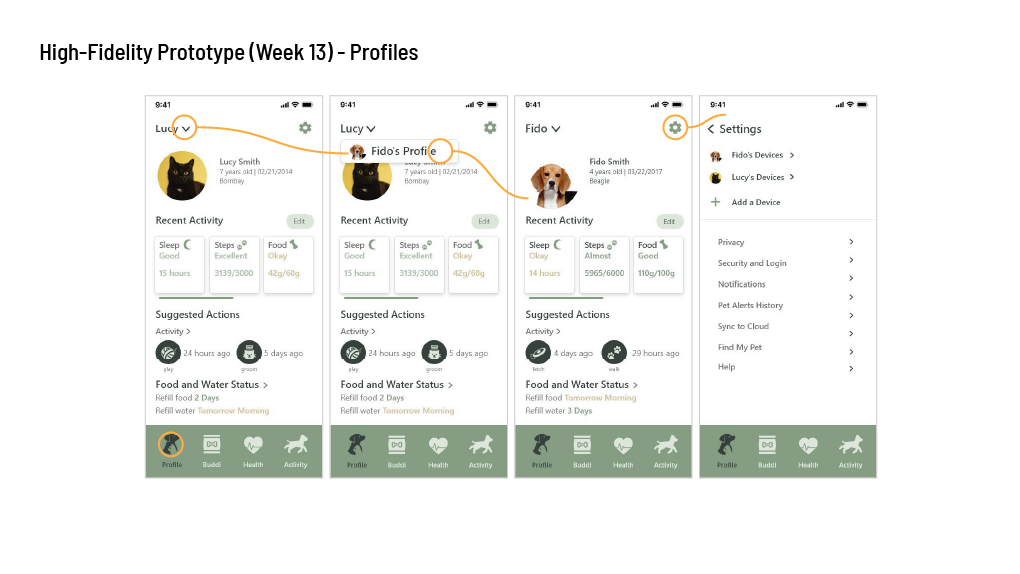 High-Fidelity Prototype (Week 13) - Profiles
9:41
Lucy
Lucy Smith
7 years old | 02/21/2014
Bombay
Recent Activity
Edit
Sleep
Good
15 hours
Steps
Excellent
3139/3000
Food
Okay
42g/60g
Suggested Actions
Activity >
24 hours ago
play
5 days ago
groom
Food and Water Status >
Refill food 2 Days
Refill water Tomorrow Morning
Profile
Buddi
Health
Activity
9:41
Lucy
Fido's Profile
Lucy Smith
7 years old | 02/21/2014
Bombay
Recent Activity
Edit
Sleep
Good
15 hours
Steps
Excellent
3139/3000
Food
Okay
42g/60g
Suggested Actions
Activity >
24 hours ago
play
5 days ago
groom
Food and Water Status >
Refill food 2 Days
Refill water Tomorrow Morning
Profile
Buddi
Health
Activity
9:41
Fido
Fido Smith
4 years old | 03/22/2017
Beagle
Recent Activity
Edit
Sleep
Okay
14 hours
Steps
Almost
5965/6000
Food
Good
110g/100g
Suggested Actions
Activity >
4 days ago
fetch
29 hours ago
walk
Food and Water Status >
Refill food Tomorrow Morning
Refill water 3 Days
Profile
Buddi
Health
Activity
9:41
< Settings
Fido's Devices >
Lucy's Devices >
+ Add a Device
Privacy >
Security and Login >
Notifications >
Pet Alerts History >
Sync to Cloud >
Find My Pet >
Help >
Profile
Buddi
Health
Activity